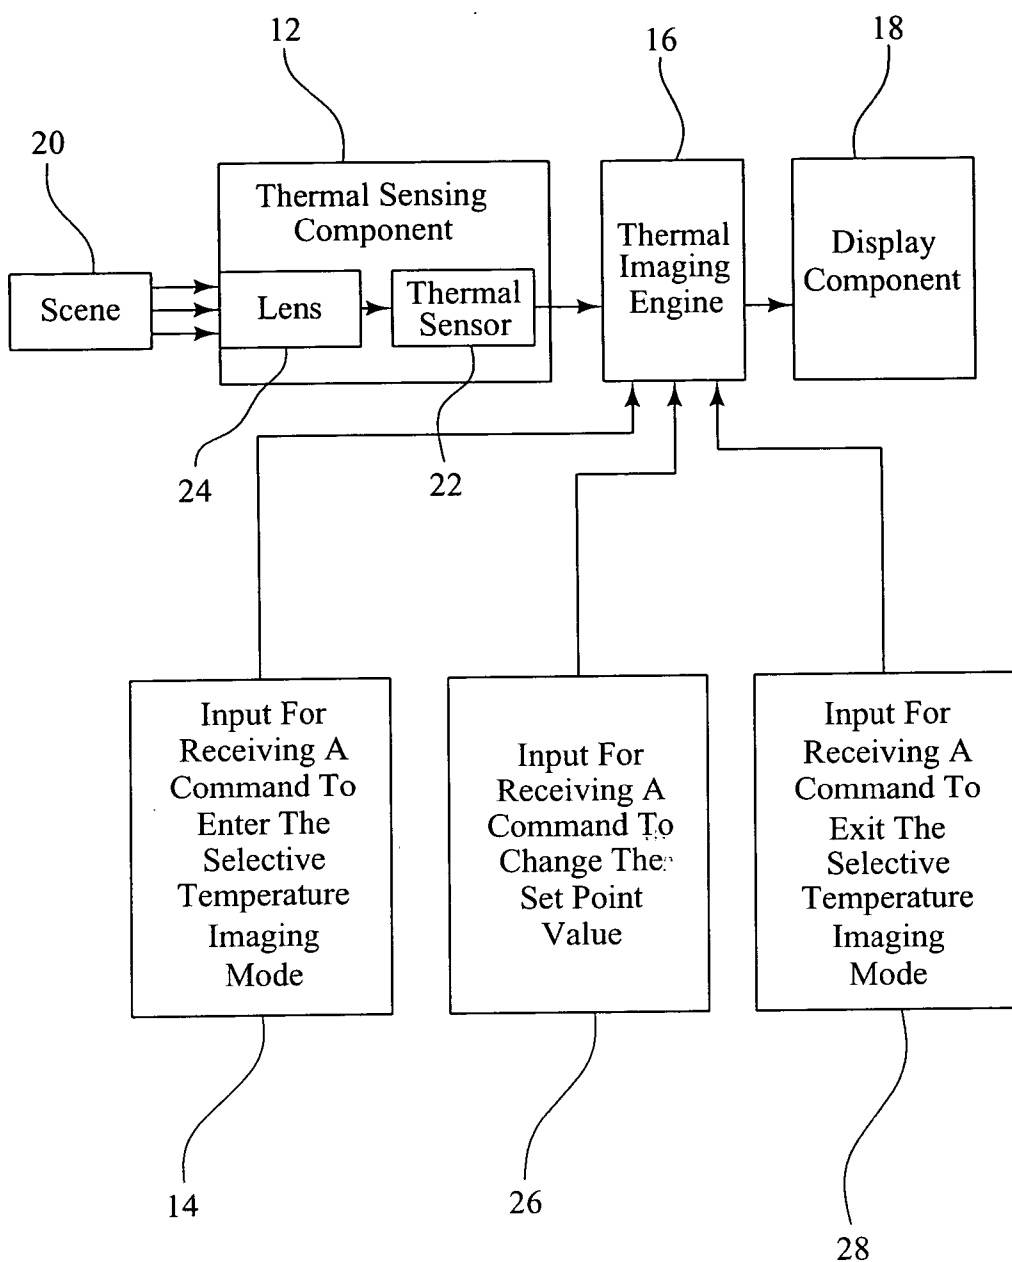 12
16
18
20
Thermal Sensing
Component
Scene
Lens
Thermal
Sensor
Thermal
Imaging
Engine
Display
Component
24
22
Input For
Receiving A
Command To
Enter The
Selective
Temperature
Imaging
Mode
Input For
Receiving A
Command To
Change The
Set Point
Value
Input For
Receiving A
Command To
Exit The
Selective
Temperature
Imaging
Mode
14
26
28